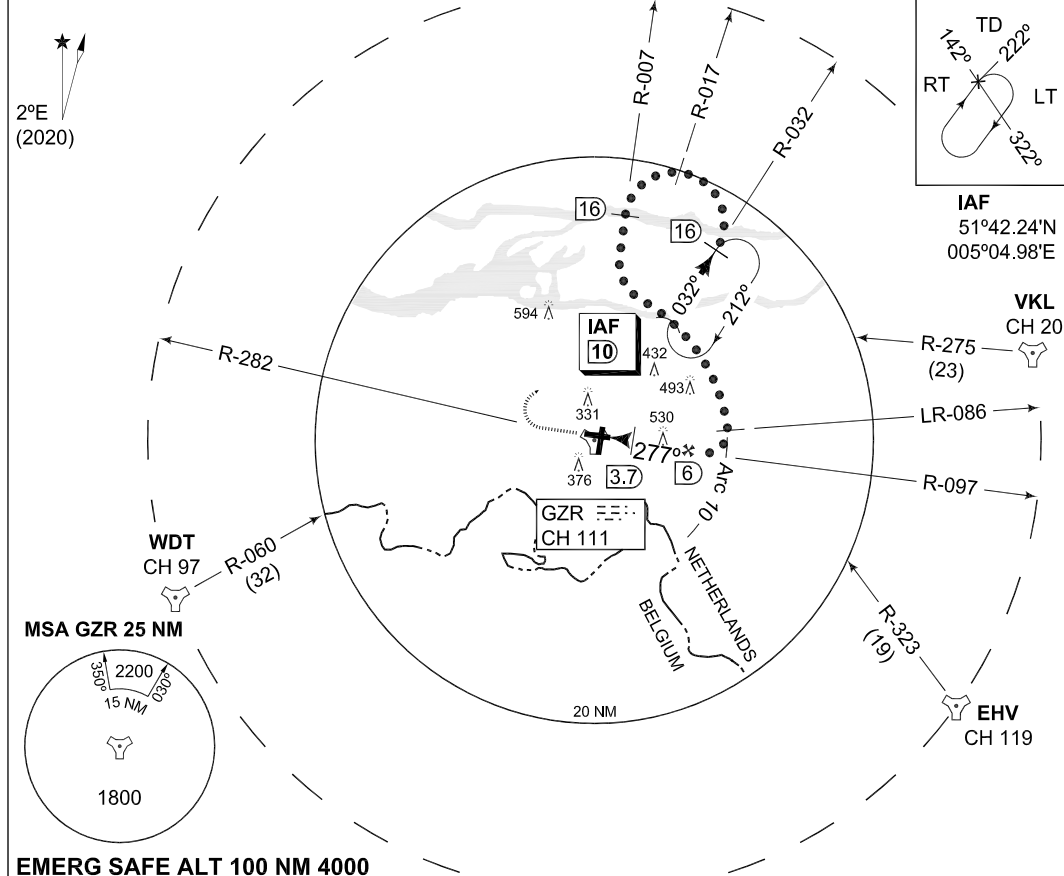 2ºE
(2020)
R-007
R-017
R-032
TD
142º
222º
RT
LT
322º
IAF
51º42.24'N
005º04.98'E
16
16
032º
212º
594
IAF
10
432
493
VKL
CH 20
R-275
(23)
R-282
331
530
LR-086
277º
376
3.7
6
R-097
Arc 10
GZR
CH 111
WDT
CH 97
R-060
(32)
NETHERLANDS
BELGIUM
R-323
(19)
EHV
CH 119
MSA GZR 25 NM
350º
2200
030º
15 NM
1800
20 NM
EMERG SAFE ALT 100 NM 4000